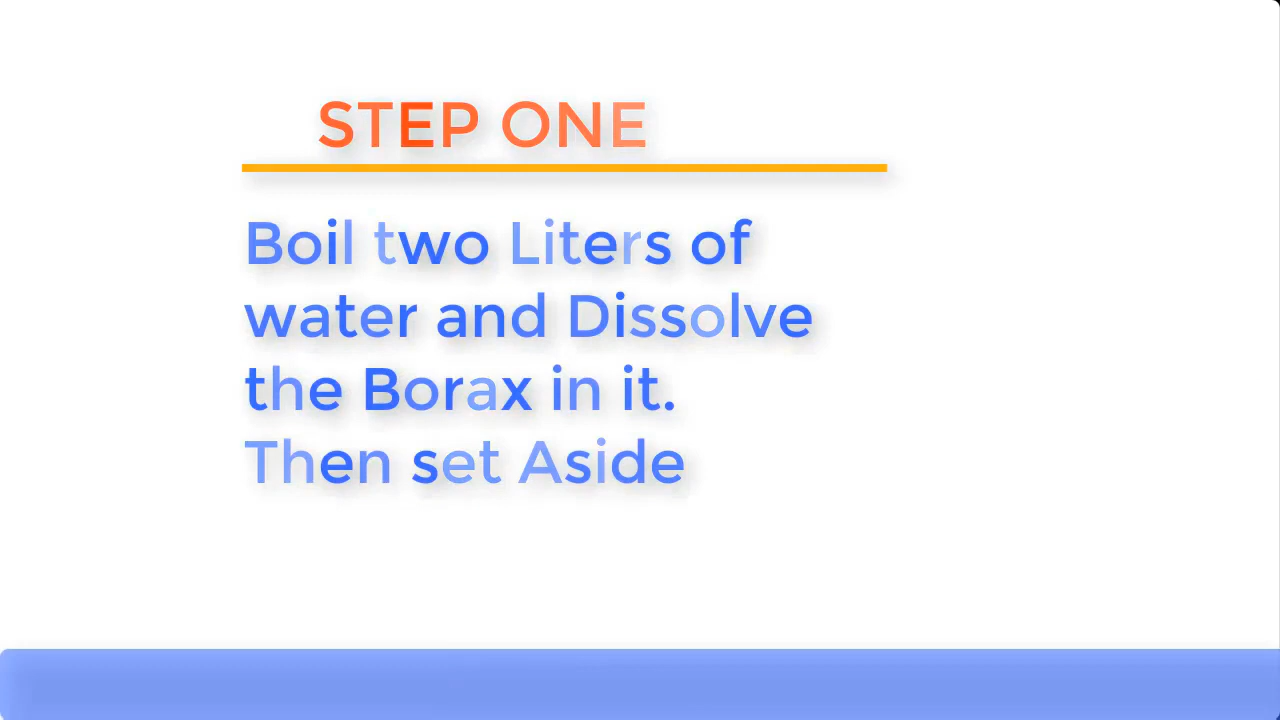 STEP ONE
Boil two Liters of
water and Dissolve
the Borax in it.
Then set Aside